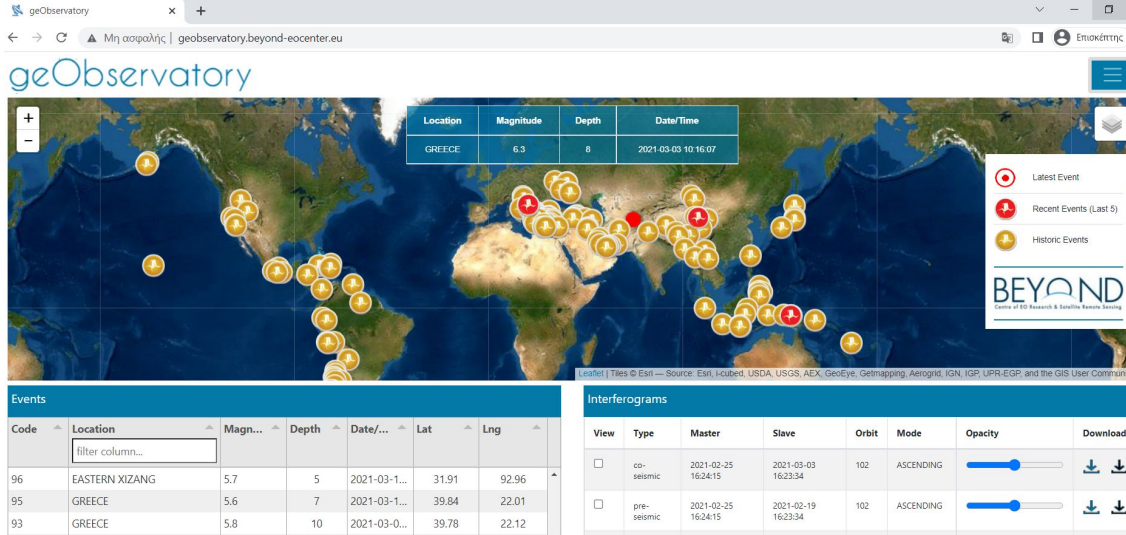 geObservatory
Μη ασφαλής | geobservatory.beyond-eocenter.eu
Επισκέπτης
geObservatory
+
−
Location Magnitude Depth Date/Time
GREECE 6.3 8 2021-03-03 10:16:07
Latest Event
Recent Events (Last 5)
Historic Events
BEYOND
Centre of EO Research & Satellite Remote Sensing
Leaflet | Tiles © Esri — Source: Esri, i-cubed, USDA, USGS, AEX, GeoEye, Getmapping, Aerogrid, IGN, IGP, UPR-EGP, and the GIS User Commun
Events
Code Location Magn... Depth Date/... Lat Lng
filter column...
96 EASTERN XIZANG 5.7 5 2021-03-1... 31.91 92.96
95 GREECE 5.6 7 2021-03-1... 39.84 22.01
93 GREECE 5.8 10 2021-03-0... 39.78 22.12
Interferograms
View Type Master Slave Orbit Mode Opacity Download
co-seismic 2021-02-25 16:24:15 2021-03-03 16:23:34 102 ASCENDING
pre-seismic 2021-02-25 16:24:15 2021-02-19 16:23:34 102 ASCENDING